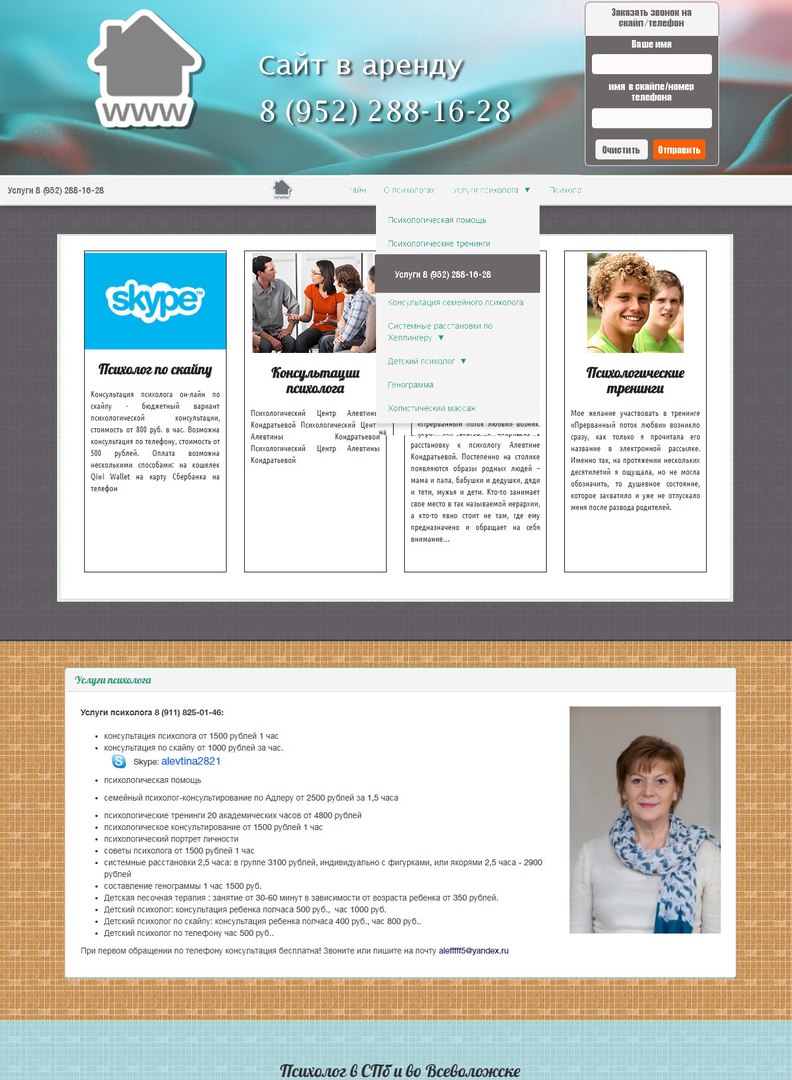 Заказать звонок на
скайп/телефон
Ваше имя
имя в скайпе/номер
телефона
Очистить Отправить
Сайт в аренду
8 (952) 288-16-28
www
Услуги 8 (952) 288-16-28
www
О психологах Услуги психолога ▼ Психоло
Психологическая помощь
Психологические тренинги
Услуги 8 (952) 288-16-28
Консультация семейного психолога
Системные расстановки по
Хеллингеру ▼
Детский психолог ▼
Генограмма
Холистический массаж
skype™
Психолог по скайпу
Консультация психолога он-лайн по
скайпу - бюджетный вариант
психологической консультации,
стоимость от 800 руб. в час. Возможна
консультация по телефону, стоимость от
500 рублей. Оплата возможна
несколькими способами: на кошелек
Qiwi Wallet на карту Сбербанка на
телефон
Консультации
психолога
Психологический Центр Алевтины
Кондратьевой Психологический Цент
Алевтины Кондратьевой
Психологический Центр Алевтины
Кондратьевой
на
«Прерванный поток любви» возник
расстановку к психологу Алевтине
Кондратьевой. Постепенно на столике
появляются образы родных людей –
мама и папа, бабушки и дедушки, дяди
и тети, мужья и дети. Кто-то занимает
свое место в так называемой иерархии,
а кто-то явно стоит не там, где ему
предназначено и обращает на себя
внимание...
Психологические
тренинги
Мое желание участвовать в тренинге
«Прерванный поток любви» возникло
сразу, как только я прочитала его
название в электронной рассылке.
Именно так, на протяжении нескольких
десятилетий я ощущала, но не могла
обозначить, то душевное состояние,
которое захватило и уже не отпускало
меня после развода родителей.
Услуги психолога
Услуги психолога 8 (911) 825-01-46:
консультация психолога от 1500 рублей 1 час
консультация по скайпу от 1000 рублей за час.
Skype: alevtina2821
психологическая помощь
семейный психолог-консультирование по Адлеру от 2500 рублей за 1,5 часа
психологические тренинги 20 академических часов от 4800 рублей
психологическое консультирование от 1500 рублей 1 час
психологический портрет личности
советы психолога от 1500 рублей 1 час
системные расстановки 2,5 часа: в группе 3100 рублей, индивидуально с фигурками, или якорями 2,5 часа - 2900
рублей
составление генограммы 1 час 1500 руб.
Детская песочная терапия : занятие от 30-60 минут в зависимости от возраста ребенка от 350 рублей.
Детский психолог: консультация ребенка полчаса 500 руб., час 1000 руб.
Детский психолог по скайпу: консультация ребенка полчаса 400 руб., час 800 руб..
Детский психолог по телефону час 500 руб..
При первом обращении по телефону консультация бесплатна! Звоните или пишите на почту alefffff5@yandex.ru
Психолог в СПб и во Всеволожске